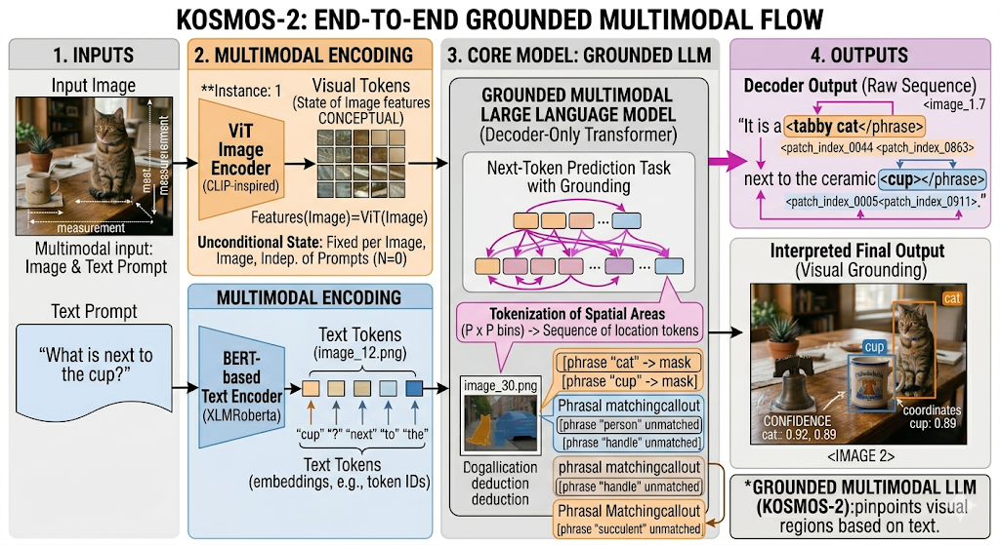 KOSMOS-2: END-TO-END GROUNDED MULTIMODAL FLOW
1. INPUTS
Input Image
measurement
meat.
measurement
Multimodal input:
Image & Text Prompt
Text Prompt
“What is next to
the cup?”
2. MULTIMODAL ENCODING
**Instance: 1
ViT
Image
Encoder
(CLIP-inspired)
Visual Tokens
(State of Image features
CONCEPTUAL)
Features(Image)=ViT(Image)
Unconditional State: Fixed per Image,
Image, Indep. of Prompts (N=0)
MULTIMODAL ENCODING
BERT-
based
Text Encoder
(XLMRoberta)
Text Tokens
(image_12.png)
“cup” “?” “next” “to” “the”
Text Tokens
(embeddings, e.g., token IDs)
3. CORE MODEL: GROUNDED LLM
GROUNDED MULTIMODAL
LARGE LANGUAGE MODEL
(Decoder-Only Transformer)
Next-Token Prediction Task
with Grounding
Tokenization of Spatial Areas
(P x P bins) -> Sequence of location tokens
image_30.png
Dogallication
deduction
deduction
[phrase “cat” -> mask
[phrase “cup” -> mask]
Phrasal matchingcallout
[phrase “person” unmatched]
[phrase “handle” unmatched]
phrasal matchingcallout
[phrase “handle” unmatched]
Phrasal Matchingcallout
[phrase “succulent” unmatched]
4. OUTPUTS
Decoder Output (Raw Sequence)
<image_1.7
“It is a <tabby cat</phrase>
<patch_index_0044 <patch_index_0863>
next to the ceramic <cup></phrase>
<patch_index_0005<patch_index_0911>.”
Interpreted Final Output
(Visual Grounding)
cat
cup
CONFIDENCE
cat:: 0.92, 0.89
coordinates
cup: 0.89
<IMAGE 2>
*GROUNDED MULTIMODAL LLM
(KOSMOS-2):pinpoints visual
regions based on text.